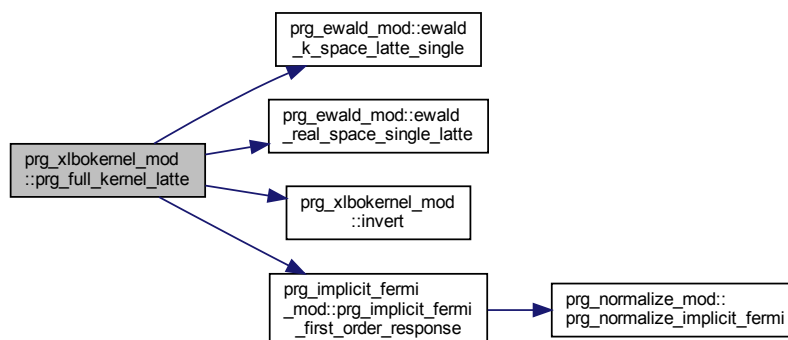 prg_ewald_mod::ewald
_k_space_latte_single
prg_ewald_mod::ewald
_real_space_single_latte
prg_xlbokernel_mod
::prg_full_kernel_latte
prg_xlbokernel_mod
::invert
prg_implicit_fermi
_mod::prg_implicit_fermi
_first_order_response
prg_normalize_mod::
prg_normalize_implicit_fermi